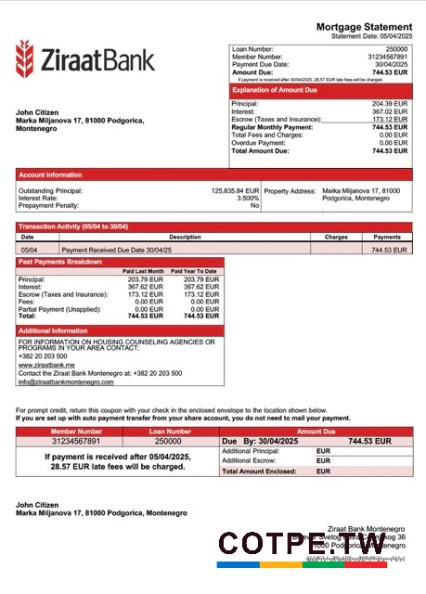 Mortgage Statement
Statement Date: 05/04/2025
ZiraatBank
Loan Number: 250000
Member Number: 31234567891
Payment Due Date: 30/04/2025
Amount Due: 744.53 EUR
If payment is received after 30/04/2025, 28.57 EUR late fees will be charged.
Explanation of Amount Due
Principal: 204.39 EUR
Interest: 367.02 EUR
Escrow (Taxes and Insurance): 173.12 EUR
Regular Monthly Payment: 744.53 EUR
Total Fees and Charges: 0.00 EUR
Overdue Payment: 0.00 EUR
Total Amount Due: 744.53 EUR
John Citizen
Marka Miljanova 17, 81000 Podgorica,
Montenegro
Account Information
Outstanding Principal: 125,835.84 EUR
Interest Rate: 3.500%
Prepayment Penalty: No
Property Address: Marka Miljanova 17, 81000
Podgorica, Montenegro
Transaction Activity (05/04 to 30/04)
Date Description Charges Payments
05/04 Payment Received Due Date 30/04/25 744.53 EUR
Past Payments Breakdown
Paid Last Month Paid Year To Date
Principal: 203.79 EUR 203.79 EUR
Interest: 367.62 EUR 367.62 EUR
Escrow (Taxes and Insurance): 173.12 EUR 173.12 EUR
Fees: 0.00 EUR 0.00 EUR
Partial Payment (Unapplied): 0.00 EUR 0.00 EUR
Total: 744.53 EUR 744.53 EUR
Additional Information
FOR INFORMATION ON HOUSING COUNSELING AGENCIES OR
PROGRAMS IN YOUR AREA CONTACT:
+382 20 203 500
www.ziraatbank.me
Contact the Ziraat Bank Montenegro at: +382 20 203 500
info@ziraatbankmontenegro.com
For prompt credit, return this coupon with your check in the enclosed envelope to the location shown below.
If you are set up with auto payment transfer from your share account, you do not need to mail your payment.
Member Number Loan Number Amount Due
31234567891 250000 Due By: 30/04/2025 744.53 EUR
If payment is received after 05/04/2025,
28.57 EUR late fees will be charged.
Additional Principal: EUR
Additional Escrow: EUR
Total Amount Enclosed: EUR
John Citizen
Marka Miljanova 17, 81000 Podgorica, Montenegro
Ziraat Bank Montenegro
36
Podgorica, Montenegro
COTPE.TW